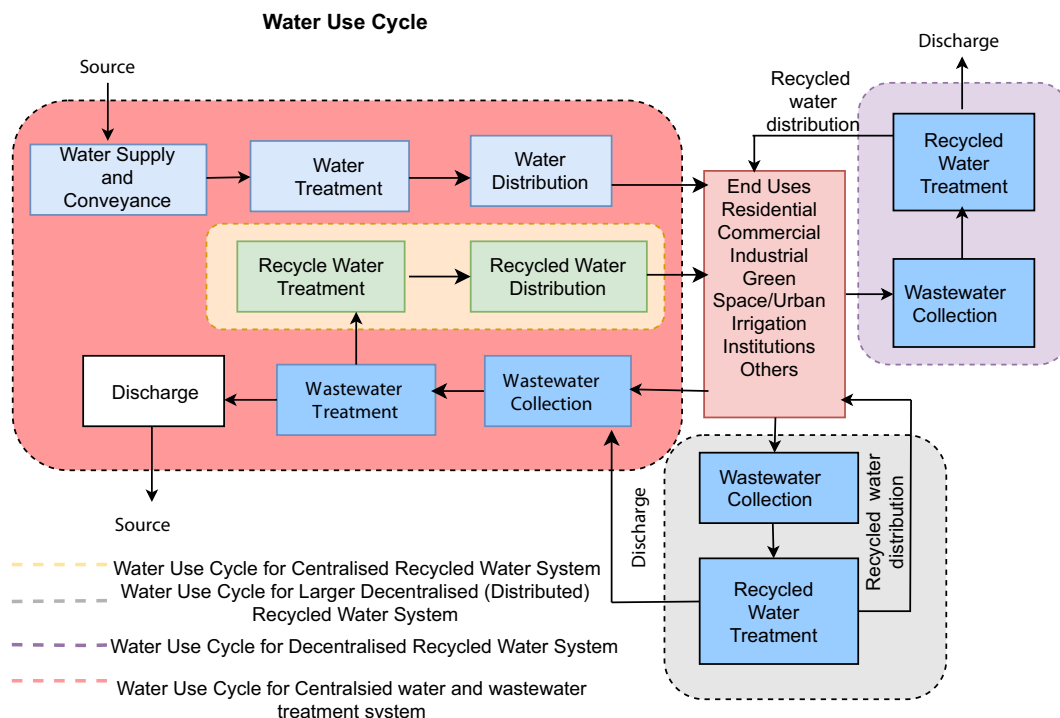 Water Use Cycle
Source
Water Supply
and
Conveyance
Water
Treatment
Water
Distribution
Recycle Water
Treatment
Recycled Water
Distribution
Discharge
Wastewater
Treatment
Wastewater
Collection
Source
End Uses
Residential
Commercial
Industrial
Green
Space/Urban
Irrigation
Institutions
Others
Discharge
Recycled
water
distribution
Recycled
Water
Treatment
Wastewater
Collection
Wastewater
Collection
Recycled
Water
Treatment
Discharge
Recycled water
distribution
Water Use Cycle for Centralised Recycled Water System
Water Use Cycle for Larger Decentralised (Distributed)
Recycled Water System
Water Use Cycle for Decentralised Recycled Water System
Water Use Cycle for Centralsied water and wastewater
treatment system